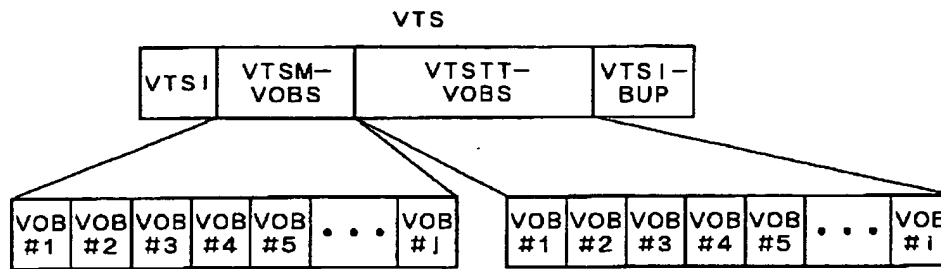 VTS
VTSI VTSM-VOBS VTSTT-VOBS VTSI-BUP
VOB #1 VOB #2 VOB #3 VOB #4 VOB #5 • • • VOB #j VOB #1 VOB #2 VOB #3 VOB #4 VOB #5 • • • VOB #i